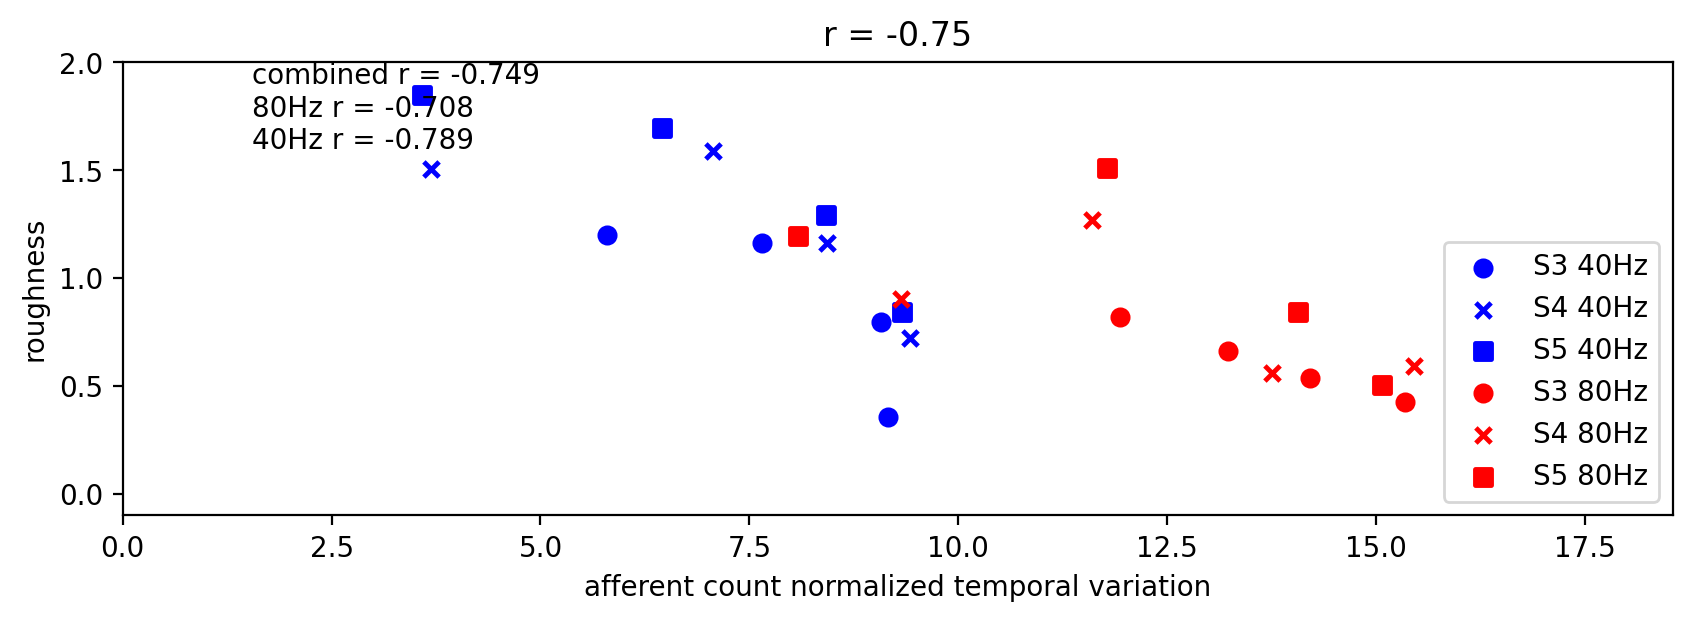 r = -0.75
combined r = -0.749
80Hz r = -0.708
40Hz r = -0.789
roughness
2.0
1.5
1.0
0.5
0.0
0.0 2.5 5.0 7.5 10.0 12.5 15.0 17.5
afferent count normalized temporal variation
S3 40Hz
S4 40Hz
S5 40Hz
S3 80Hz
S4 80Hz
S5 80Hz